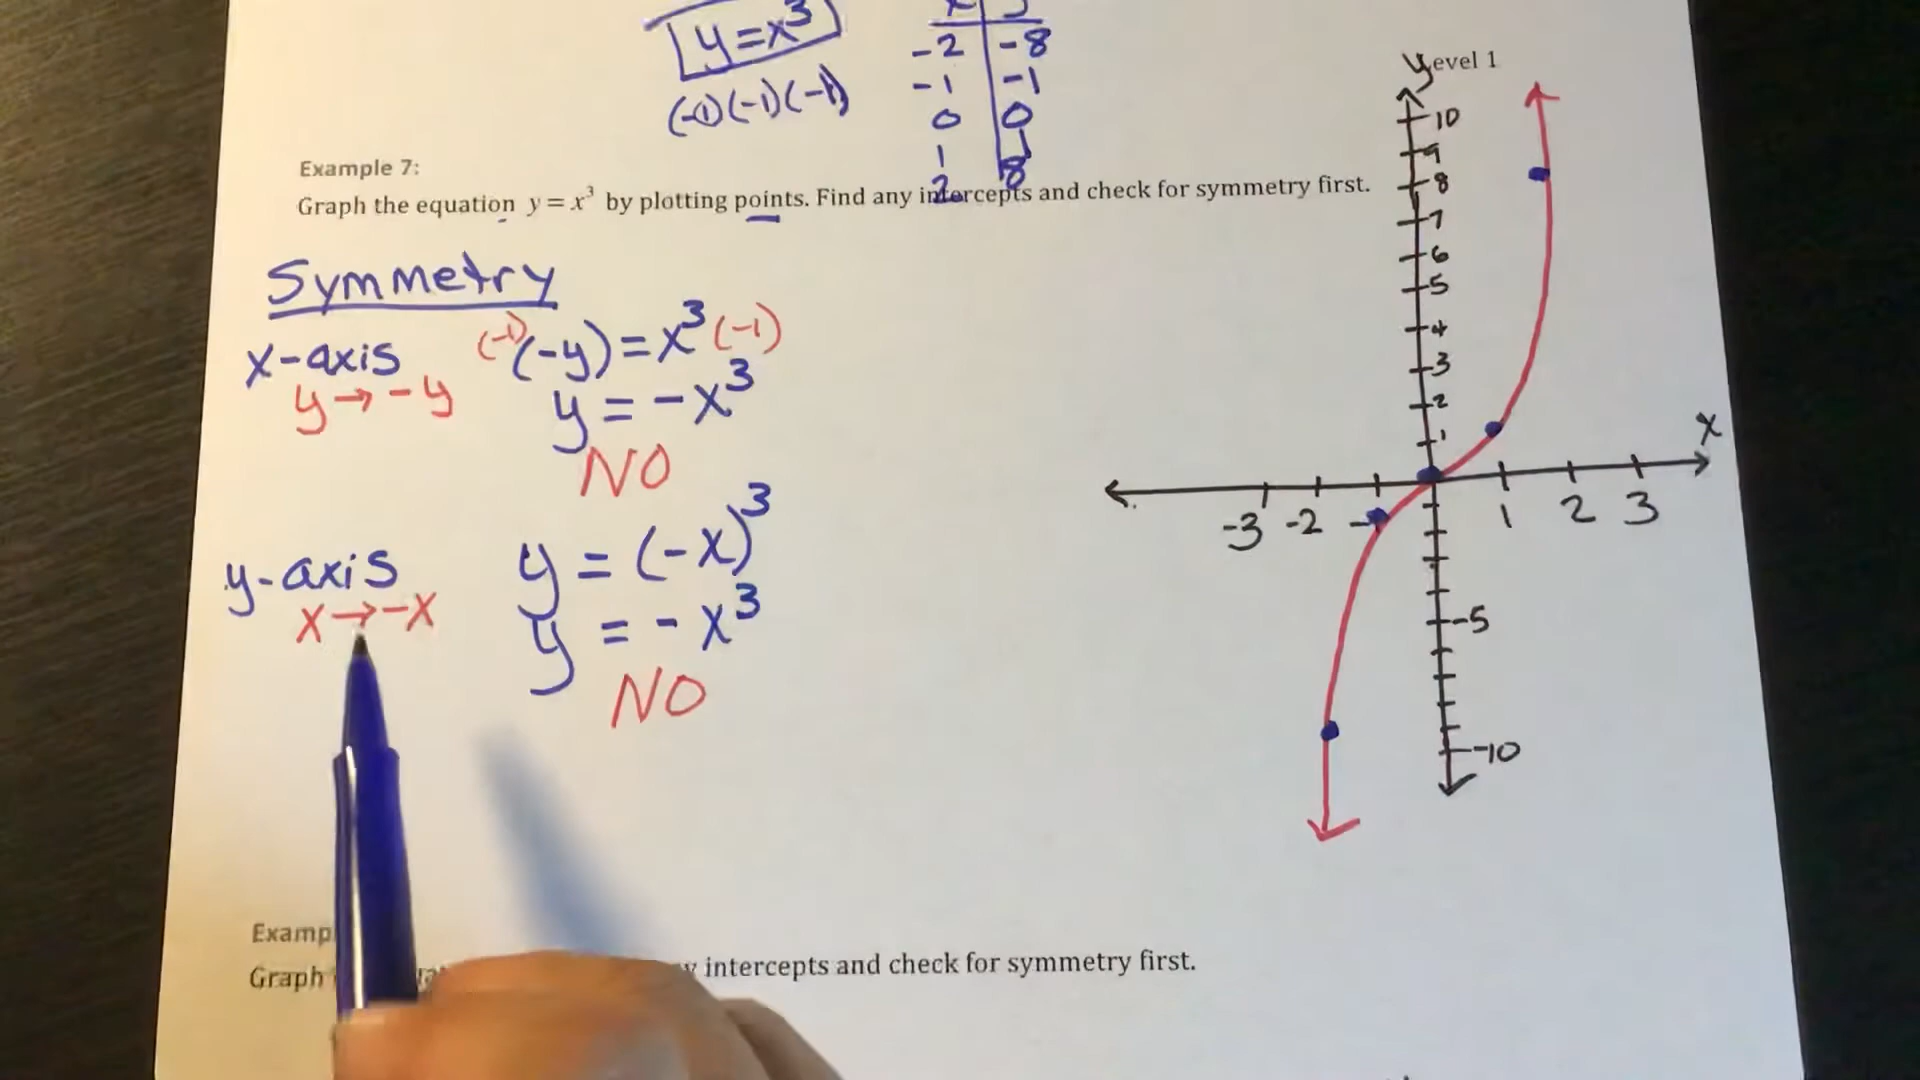 y=x³
(-1)(-1)(-1)
-2 -8
-1 -1
0 0
1 1
2 8
Example 7:
Graph the equation y = x³ by plotting points. Find any intercepts and check for symmetry first.
Symmetry
x-axis (-1)(-y)=x³(-1)
y→-y y = -x³
NO
y-axis y = (-x)³
x→-x y = -x³
NO
y evel 1
10
9
8
7
6
5
4
3
2
1
x
-3 -2 1 2 3
-5
-10
Examp
Graph intercepts and check for symmetry first.